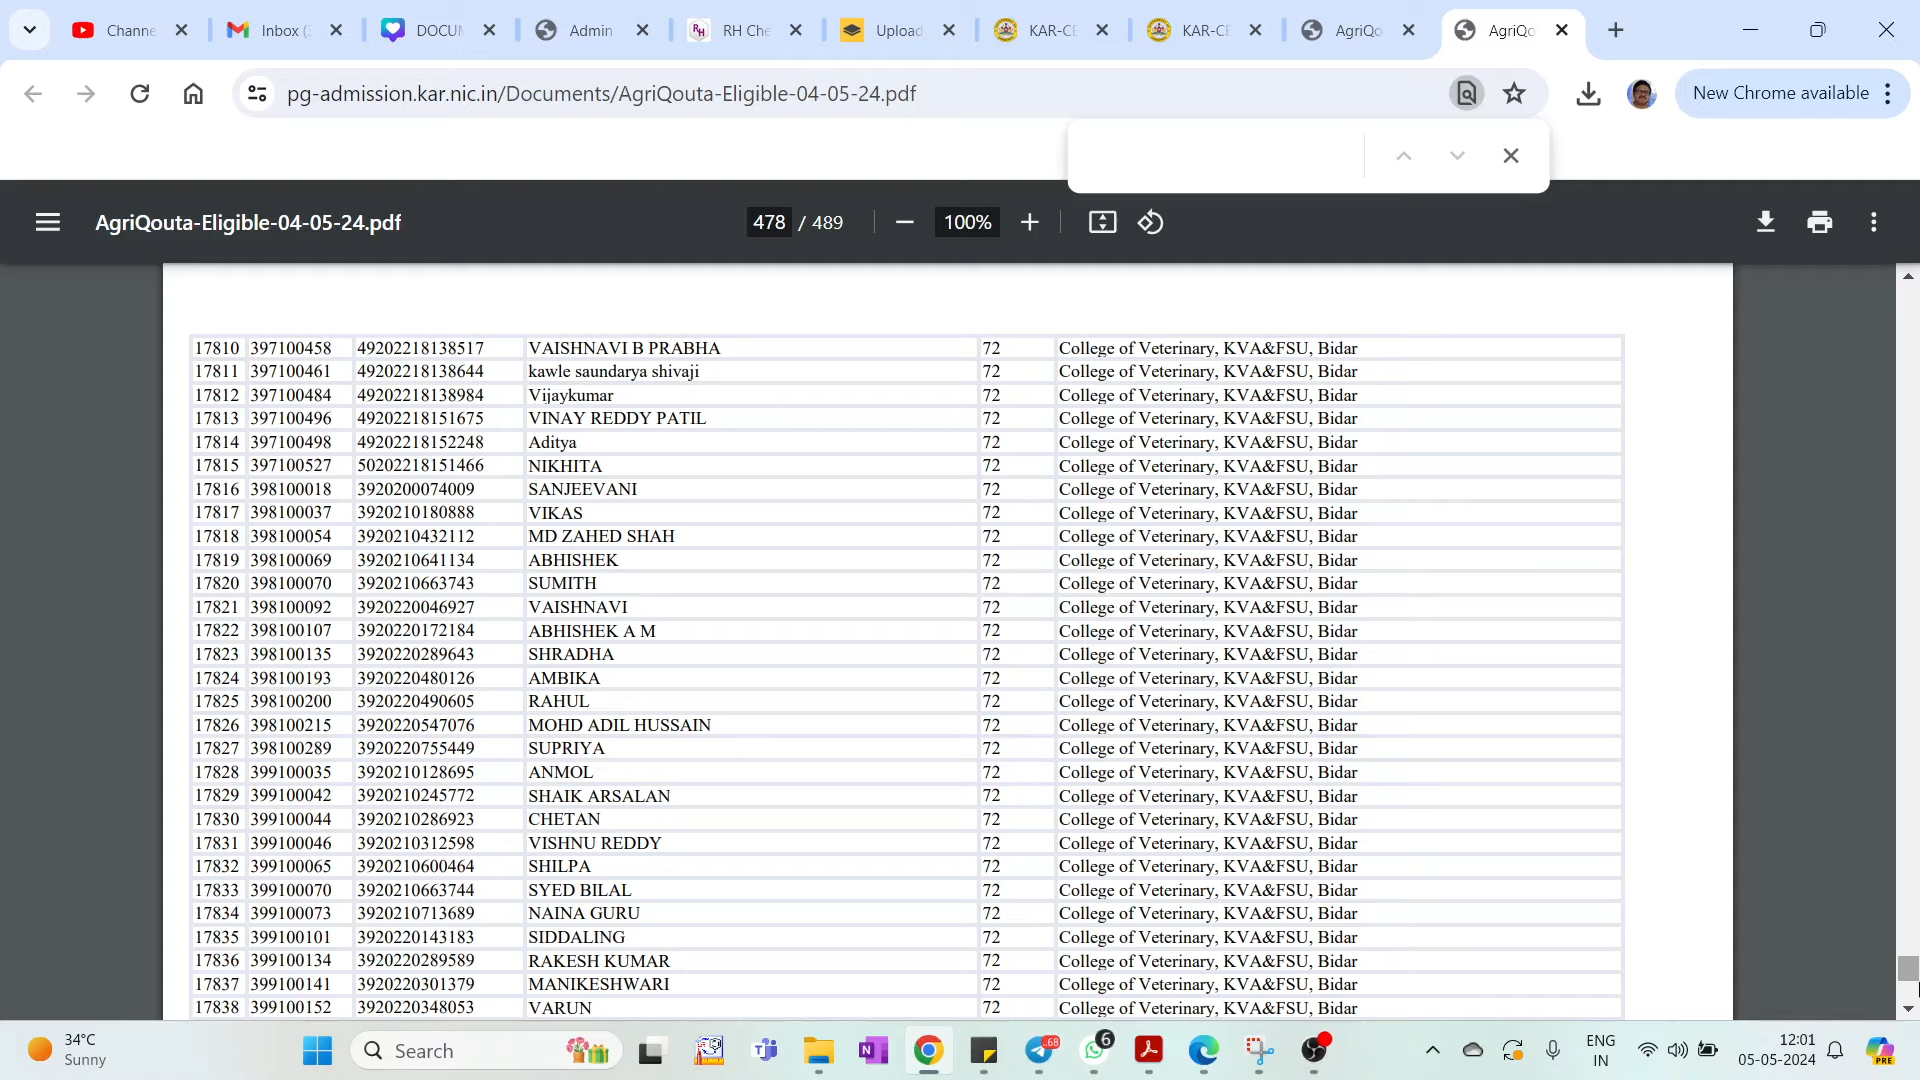 Channe
Inbox (
DOCUM
Admin
RH Che
Upload
KAR-CE
KAR-CE
AgriQo
AgriQo
pg-admission.kar.nic.in/Documents/AgriQouta-Eligible-04-05-24.pdf
New Chrome available
AgriQouta-Eligible-04-05-24.pdf
478 / 489
100%
17810 397100458 49202218138517 VAISHNAVI B PRABHA 72 College of Veterinary, KVA&FSU, Bidar
17811 397100461 49202218138644 kawle saundarya shivaji 72 College of Veterinary, KVA&FSU, Bidar
17812 397100484 49202218138984 Vijaykumar 72 College of Veterinary, KVA&FSU, Bidar
17813 397100496 49202218151675 VINAY REDDY PATIL 72 College of Veterinary, KVA&FSU, Bidar
17814 397100498 49202218152248 Aditya 72 College of Veterinary, KVA&FSU, Bidar
17815 397100527 50202218151466 NIKHITA 72 College of Veterinary, KVA&FSU, Bidar
17816 398100018 3920200074009 SANJEEVANI 72 College of Veterinary, KVA&FSU, Bidar
17817 398100037 3920210180888 VIKAS 72 College of Veterinary, KVA&FSU, Bidar
17818 398100054 3920210432112 MD ZAHED SHAH 72 College of Veterinary, KVA&FSU, Bidar
17819 398100069 3920210641134 ABHISHEK 72 College of Veterinary, KVA&FSU, Bidar
17820 398100070 3920210663743 SUMITH 72 College of Veterinary, KVA&FSU, Bidar
17821 398100092 3920220046927 VAISHNAVI 72 College of Veterinary, KVA&FSU, Bidar
17822 398100107 3920220172184 ABHISHEK A M 72 College of Veterinary, KVA&FSU, Bidar
17823 398100135 3920220289643 SHRADHA 72 College of Veterinary, KVA&FSU, Bidar
17824 398100193 3920220480126 AMBIKA 72 College of Veterinary, KVA&FSU, Bidar
17825 398100200 3920220490605 RAHUL 72 College of Veterinary, KVA&FSU, Bidar
17826 398100215 3920220547076 MOHD ADIL HUSSAIN 72 College of Veterinary, KVA&FSU, Bidar
17827 398100289 3920220755449 SUPRIYA 72 College of Veterinary, KVA&FSU, Bidar
17828 399100035 3920210128695 ANMOL 72 College of Veterinary, KVA&FSU, Bidar
17829 399100042 3920210245772 SHAIK ARSALAN 72 College of Veterinary, KVA&FSU, Bidar
17830 399100044 3920210286923 CHETAN 72 College of Veterinary, KVA&FSU, Bidar
17831 399100046 3920210312598 VISHNU REDDY 72 College of Veterinary, KVA&FSU, Bidar
17832 399100065 3920210600464 SHILPA 72 College of Veterinary, KVA&FSU, Bidar
17833 399100070 3920210663744 SYED BILAL 72 College of Veterinary, KVA&FSU, Bidar
17834 399100073 3920210713689 NAINA GURU 72 College of Veterinary, KVA&FSU, Bidar
17835 399100101 3920220143183 SIDDALING 72 College of Veterinary, KVA&FSU, Bidar
17836 399100134 3920220289589 RAKESH KUMAR 72 College of Veterinary, KVA&FSU, Bidar
17837 399100141 3920220301379 MANIKESHWARI 72 College of Veterinary, KVA&FSU, Bidar
17838 399100152 3920220348053 VARUN 72 College of Veterinary, KVA&FSU, Bidar
34°C
Sunny
Search
.68
6
ENG
IN
12:01
05-05-2024
PRE